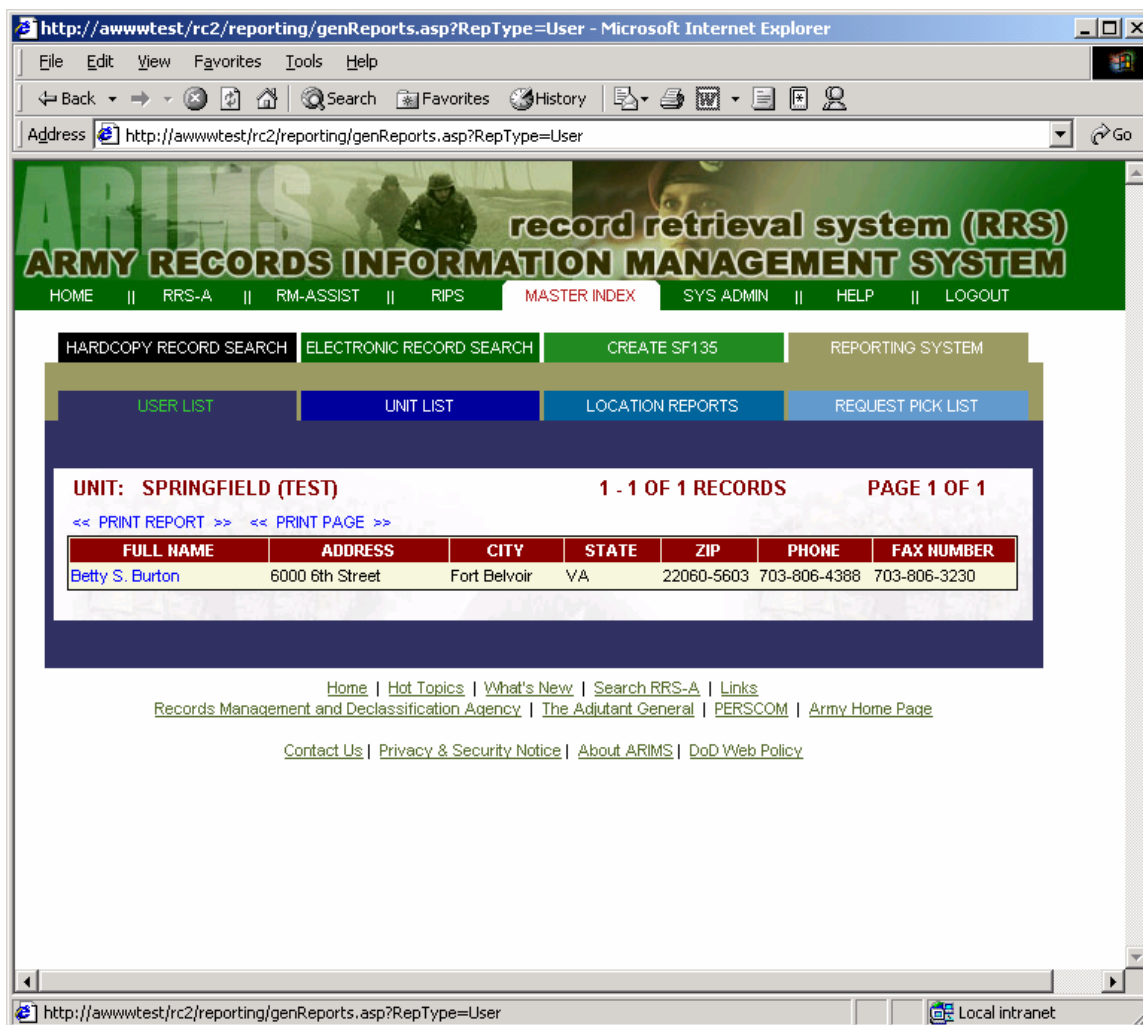 http://awwwtest/rc2/reporting/genReports.asp?RepType=User - Microsoft Internet Explorer
File Edit View Favorites Tools Help
Back Search Favorites History
Address http://awwwtest/rc2/reporting/genReports.asp?RepType=User Go
ARIMS
record retrieval system (RRS)
ARMY RECORDS INFORMATION MANAGEMENT SYSTEM
HOME || RRS-A || RM-ASSIST || RIPS MASTER INDEX SYS ADMIN || HELP || LOGOUT
HARDCOPY RECORD SEARCH ELECTRONIC RECORD SEARCH CREATE SF135 REPORTING SYSTEM
USER LIST UNIT LIST LOCATION REPORTS REQUEST PICK LIST
UNIT: SPRINGFIELD (TEST) 1 - 1 OF 1 RECORDS PAGE 1 OF 1
<< PRINT REPORT >> << PRINT PAGE >>
FULL NAME ADDRESS CITY STATE ZIP PHONE FAX NUMBER
Betty S. Burton 6000 6th Street Fort Belvoir VA 22060-5603 703-806-4388 703-806-3230
Home | Hot Topics | What's New | Search RRS-A | Links
Records Management and Declassification Agency | The Adjutant General | PERSCOM | Army Home Page
Contact Us | Privacy & Security Notice | About ARIMS | DoD Web Policy
http://awwwtest/rc2/reporting/genReports.asp?RepType=User Local intranet